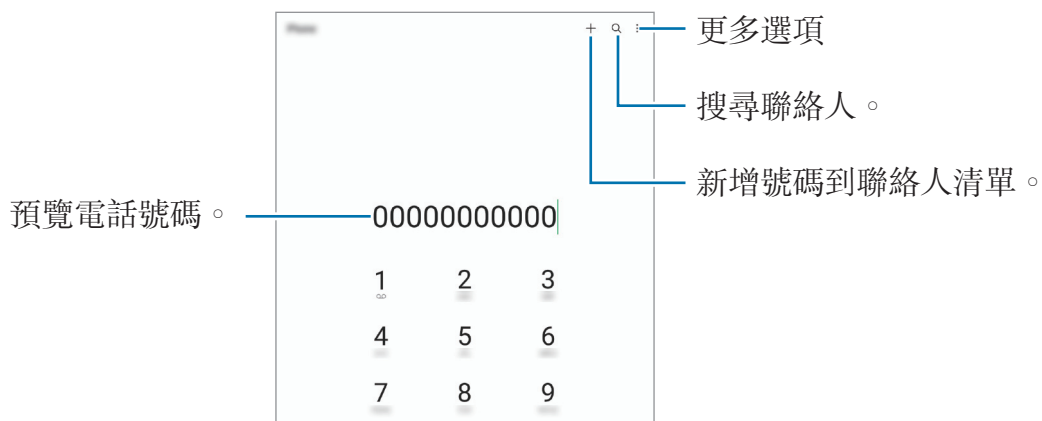 更多選項
搜尋聯絡人。
新增號碼到聯絡人清單。
預覽電話號碼。
00000000000
1 2 3
4 5 6
7 8 9